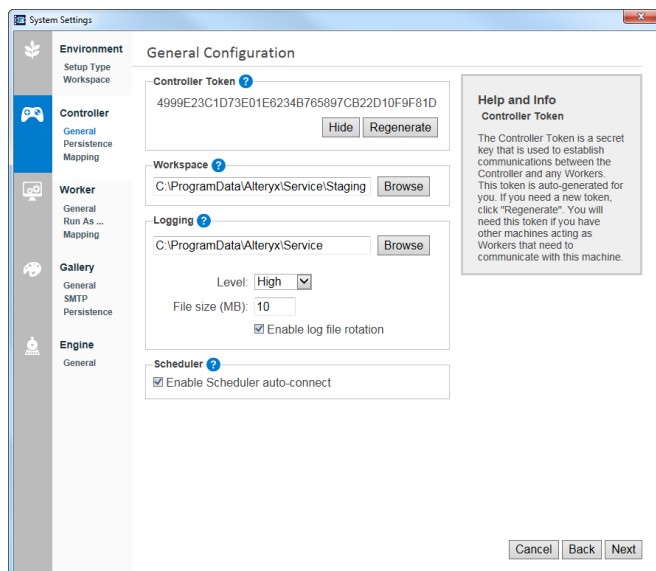 System Settings
x
Environment
Setup Type
Workspace
Controller
General
Persistence
Mapping
Worker
General
Run As ...
Mapping
Gallery
General
SMTP
Persistence
Engine
General
General Configuration
Controller Token ?
4999E23C1D73E01E6234B765897CB22D10F9F81D
Hide Regenerate
Workspace ?
C:\ProgramData\Alteryx\Service\Staging Browse
Logging ?
C:\ProgramData\Alteryx\Service Browse
Level: High
File size (MB): 10
Enable log file rotation
Scheduler ?
Enable Scheduler auto-connect
Help and Info
Controller Token
The Controller Token is a secret
key that is used to establish
communications between the
Controller and any Workers.
This token is auto-generated for
you. If you need a new token,
click "Regenerate". You will
need this token if you have
other machines acting as
Workers that need to
communicate with this machine.
Cancel Back Next